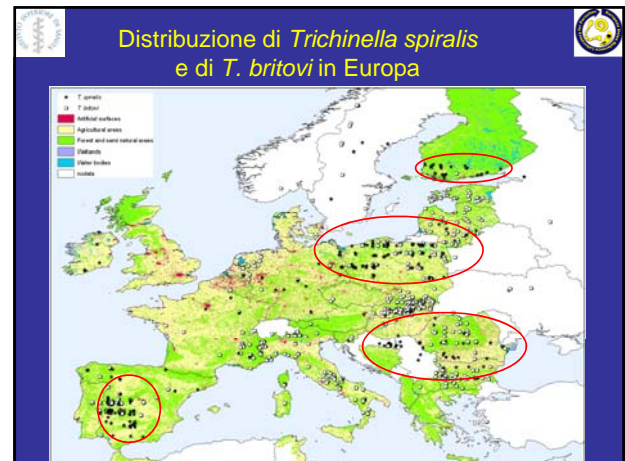 Distribuzione di Trichinella spiralis
e di T. britovi in Europa
T. spiralis
T. britovi
Artificial surfaces
Agricultural areas
Forest and semi natural areas
Wetlands
Water bodies
nodata